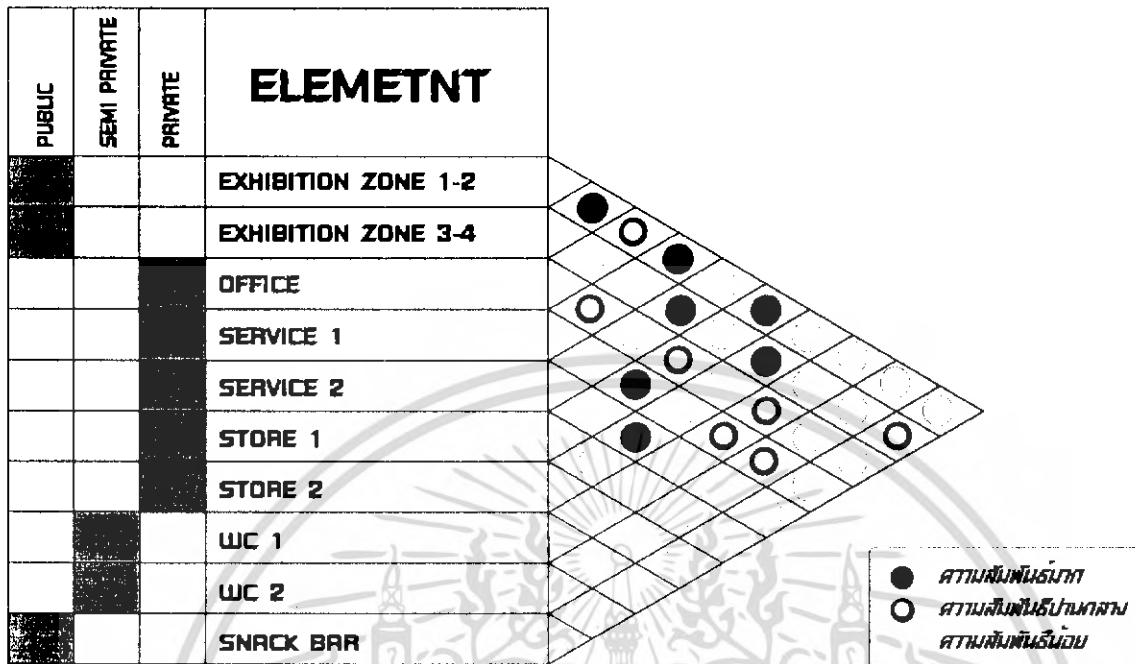 PUBLIC
SEMI PRIVATE
PRIVATE
ELEMETNT
EXHIBITION ZONE 1-2
EXHIBITION ZONE 3-4
OFFICE
SERVICE 1
SERVICE 2
STORE 1
STORE 2
WC 1
WC 2
SNACK BAR
ความสัมพันธ์มาก
ความสัมพันธ์ปานกลาง
ความสัมพันธ์น้อย